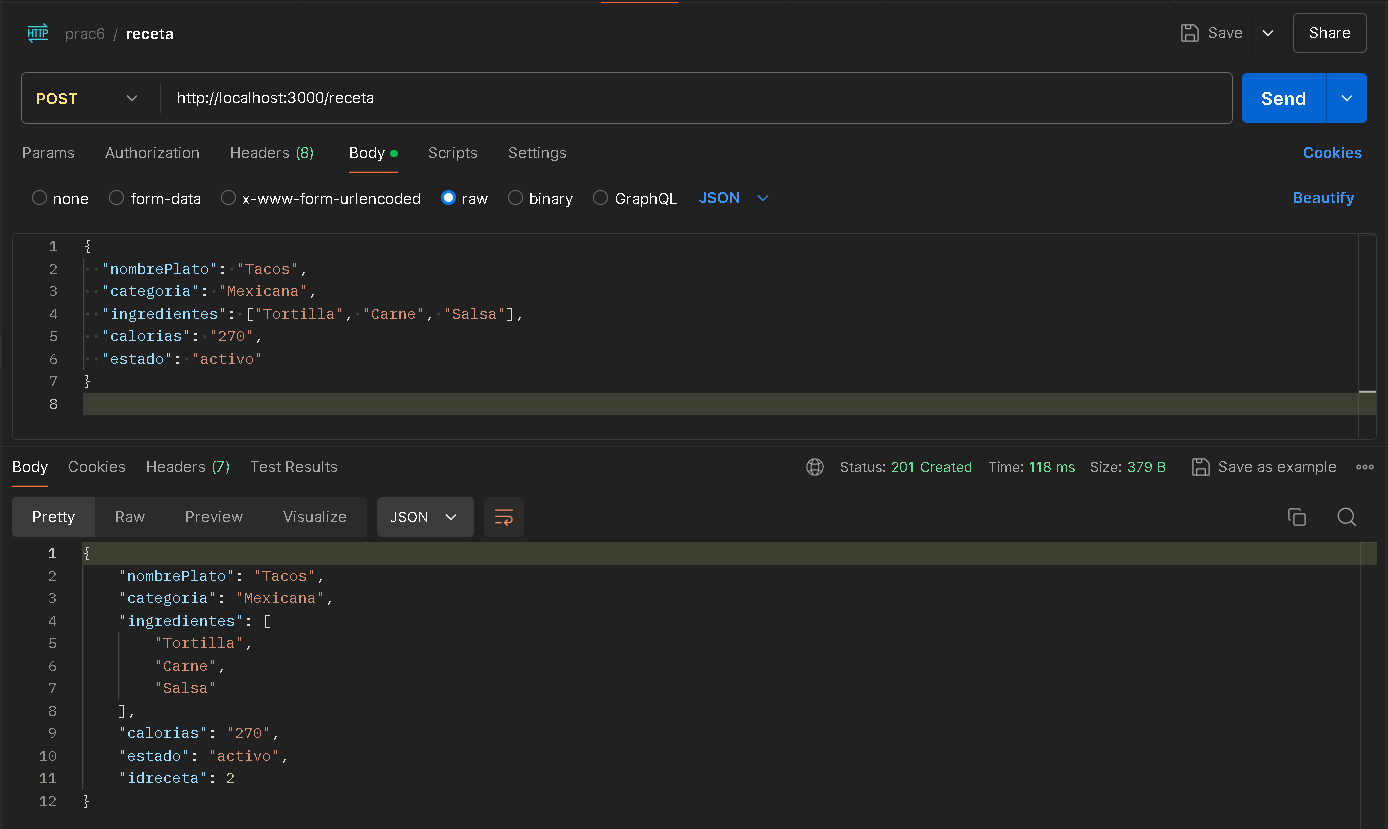 HTTP prac6 / receta Save Share
POST http://localhost:3000/receta Send
Params Authorization Headers (8) Body Scripts Settings Cookies
none form-data x-www-form-urlencoded raw binary GraphQL JSON Beautify
1 {
2 "nombrePlato": "Tacos",
3 "categoria": "Mexicana",
4 "ingredientes": ["Tortilla", "Carne", "Salsa"],
5 "calorias": "270",
6 "estado": "activo"
7 }
8
Body Cookies Headers (7) Test Results Status: 201 Created Time: 118 ms Size: 379 B Save as example
Pretty Raw Preview Visualize JSON
1 {
2 "nombrePlato": "Tacos",
3 "categoria": "Mexicana",
4 "ingredientes": [
5 "Tortilla",
6 "Carne",
7 "Salsa"
8 ],
9 "calorias": "270",
10 "estado": "activo",
11 "idreceta": 2
12 }